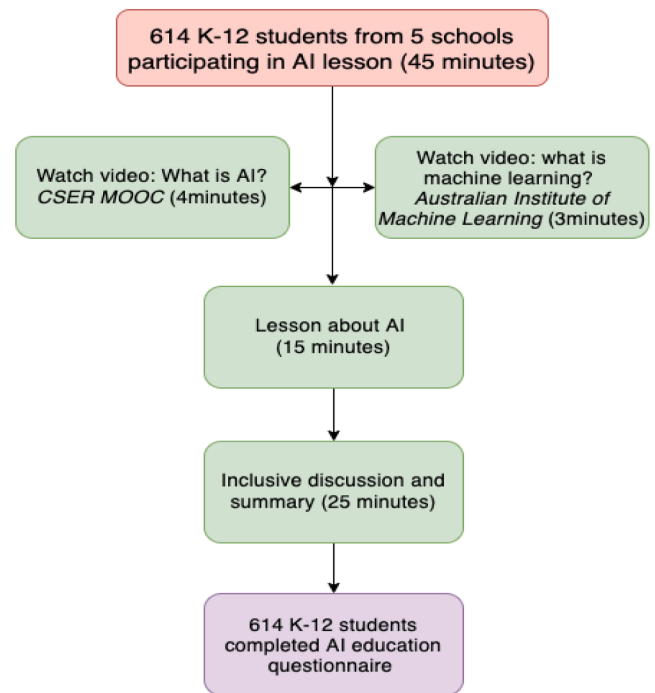 614 K-12 students from 5 schools
participating in AI lesson (45 minutes)
Watch video: What is AI?
CSER MOOC (4minutes)
Watch video: what is
machine learning?
Australian Institute of
Machine Learning (3minutes)
Lesson about AI
(15 minutes)
Inclusive discussion and
summary (25 minutes)
614 K-12 students
completed AI education
questionnaire